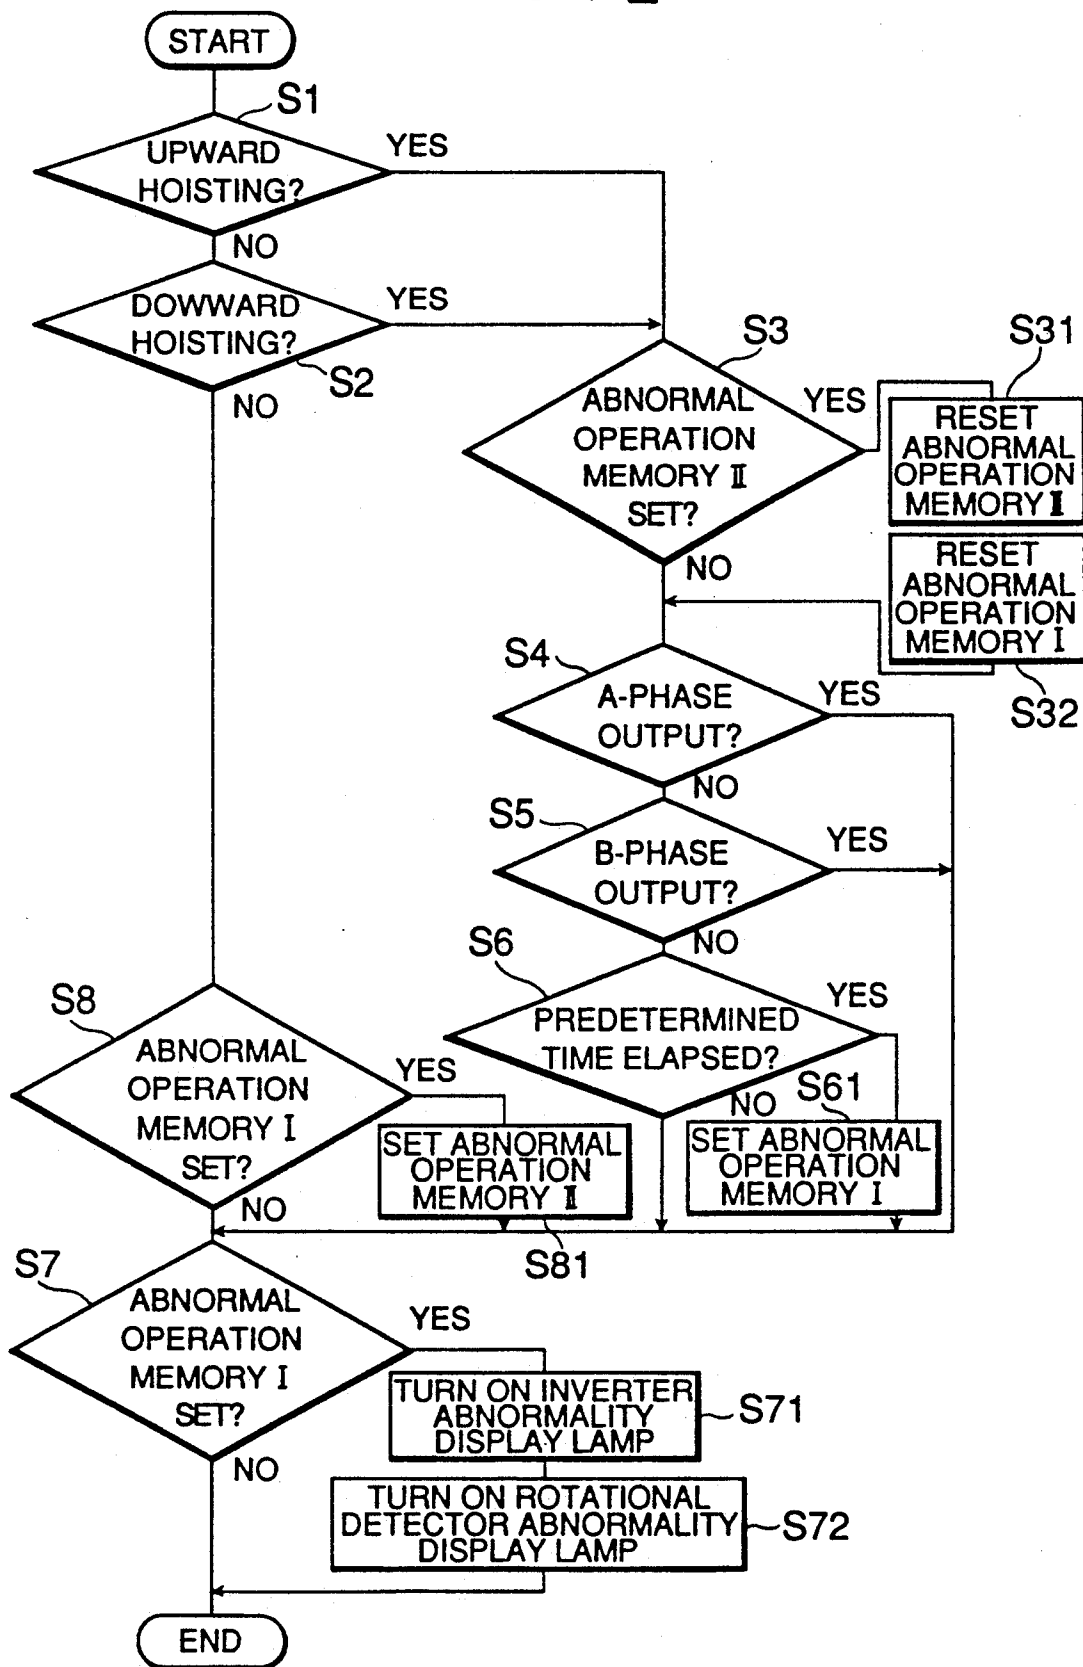 START
S1
UPWARD
HOISTING?
YES
NO
DOWWARD
HOISTING?
YES
S2
NO
S3
ABNORMAL
OPERATION
MEMORY II
SET?
YES
NO
S31
RESET
ABNORMAL
OPERATION
MEMORY II
RESET
ABNORMAL
OPERATION
MEMORY I
S32
S4
A-PHASE
OUTPUT?
YES
NO
S5
B-PHASE
OUTPUT?
YES
NO
S6
PREDETERMINED
TIME ELAPSED?
YES
NO
S61
SET ABNORMAL
OPERATION
MEMORY I
S8
ABNORMAL
OPERATION
MEMORY I
SET?
YES
NO
SET ABNORMAL
OPERATION
MEMORY II
S81
S7
ABNORMAL
OPERATION
MEMORY I
SET?
YES
NO
TURN ON INVERTER
ABNORMALITY
DISPLAY LAMP
S71
TURN ON ROTATIONAL
DETECTOR ABNORMALITY
DISPLAY LAMP
S72
END